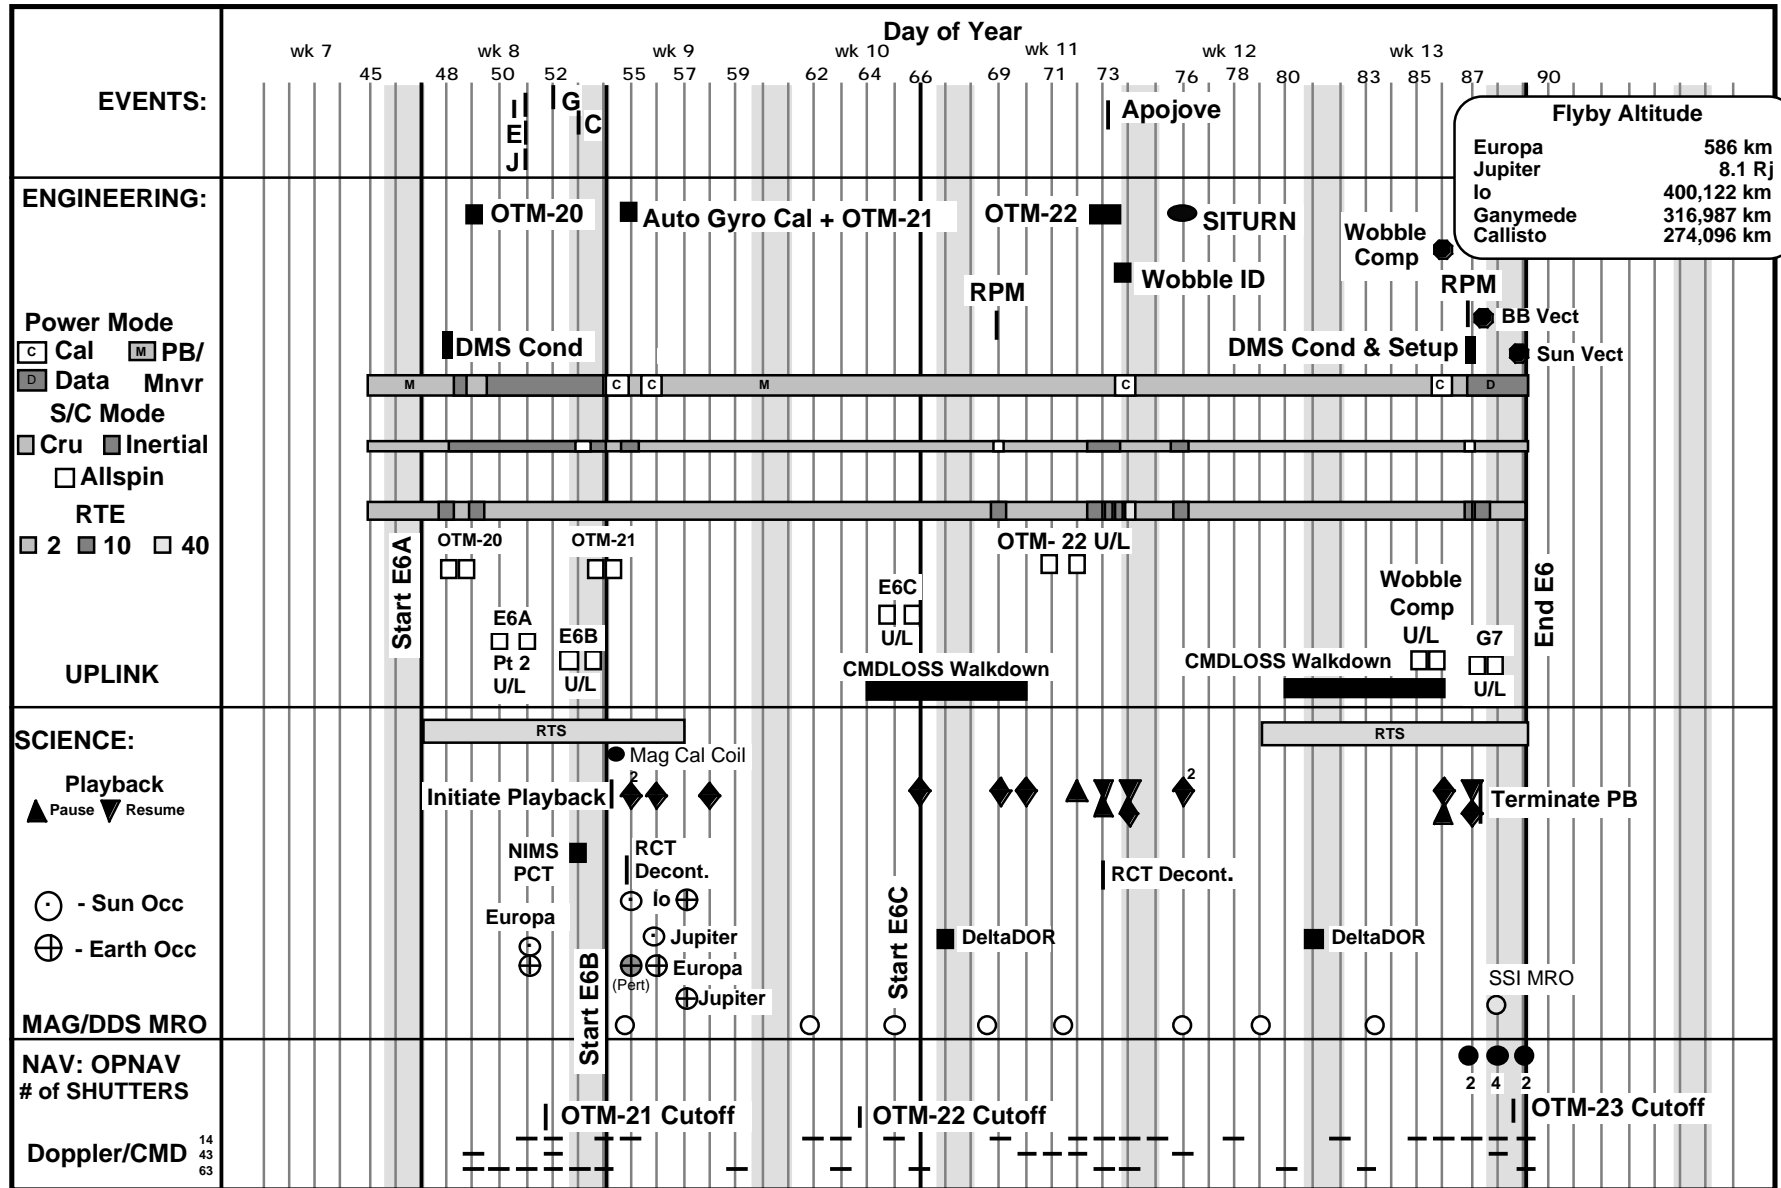 Day of Year
wk 7 wk 8 wk 9 wk 10 wk 11 wk 12 wk 13
45 48 50 52 55 57 59 62 64 66 69 71 73 76 78 80 83 85 87 90
EVENTS:
I
E
J
G
C
Apojove
Flyby Altitude
Europa 586 km
Jupiter 8.1 Rj
Io 400,122 km
Ganymede 316,987 km
Callisto 274,096 km
ENGINEERING:
OTM-20
Auto Gyro Cal + OTM-21
OTM-22
SITURN
Wobble
Comp
Wobble ID
RPM
RPM
BB Vect
DMS Cond
DMS Cond & Setup
Sun Vect
Power Mode
C Cal M PB/
D Data Mnvr
M C C M C C D
S/C Mode
Cru Inertial
Allspin
RTE
2 10 40
Start E6A
OTM-20
OTM-21
OTM- 22 U/L
E6A
Pt 2
U/L
E6B
U/L
E6C
U/L
Wobble
Comp
U/L
G7
U/L
End E6
UPLINK
CMDLOSS Walkdown
CMDLOSS Walkdown
SCIENCE:
RTS
RTS
Mag Cal Coil
Playback
Pause Resume
Initiate Playback
2
2
Terminate PB
NIMS
PCT
RCT
Decont.
RCT Decont.
- Sun Occ
- Earth Occ
Europa
Io
Jupiter
(Pert)
Europa
Jupiter
Start E6B
Start E6C
DeltaDOR
DeltaDOR
SSI MRO
MAG/DDS MRO
NAV: OPNAV
# of SHUTTERS
2 4 2
OTM-21 Cutoff
OTM-22 Cutoff
OTM-23 Cutoff
Doppler/CMD
14
43
63